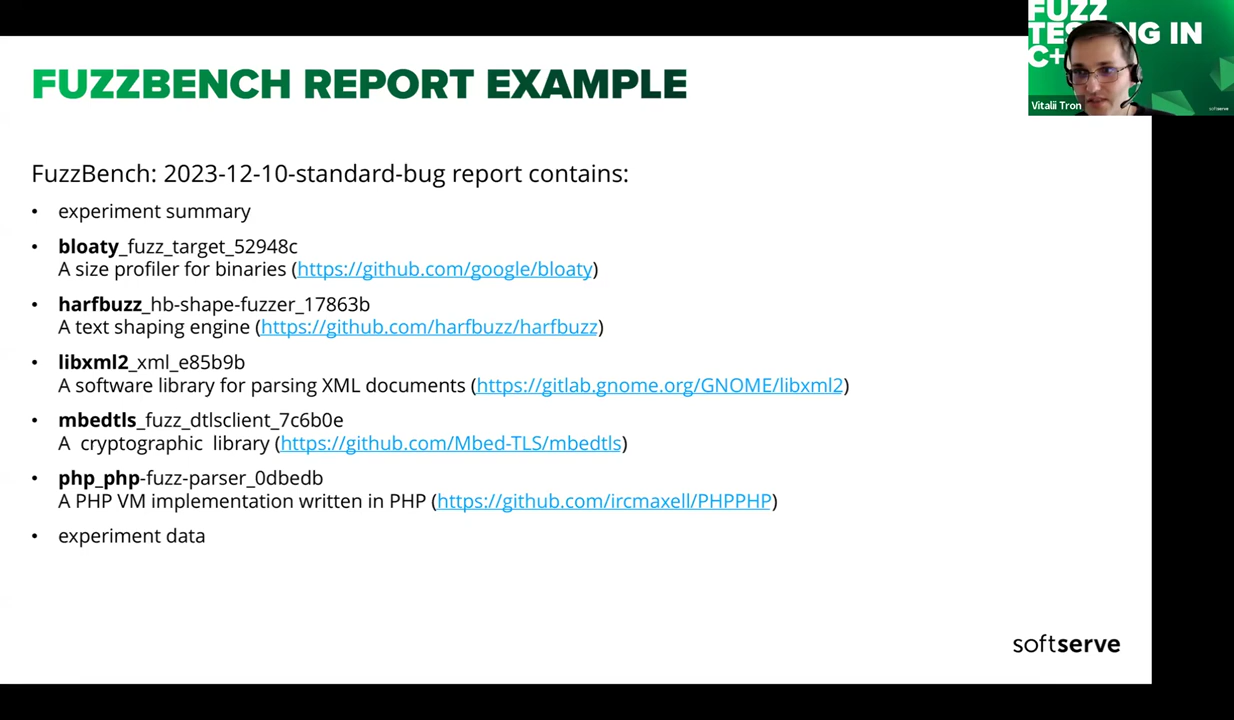 FUZZBENCH REPORT EXAMPLE
FUZZ
TES NG IN
C+
Vitalii Tron
softserve
FuzzBench: 2023-12-10-standard-bug report contains:
• experiment summary
• bloaty_fuzz_target_52948c
A size profiler for binaries (https://github.com/google/bloaty)
• harfbuzz_hb-shape-fuzzer_17863b
A text shaping engine (https://github.com/harfbuzz/harfbuzz)
• libxml2_xml_e85b9b
A software library for parsing XML documents (https://gitlab.gnome.org/GNOME/libxml2)
• mbedtls_fuzz_dtlsclient_7c6b0e
A cryptographic library (https://github.com/Mbed-TLS/mbedtls)
• php_php-fuzz-parser_0dbedb
A PHP VM implementation written in PHP (https://github.com/ircmaxell/PHPPHP)
• experiment data
softserve